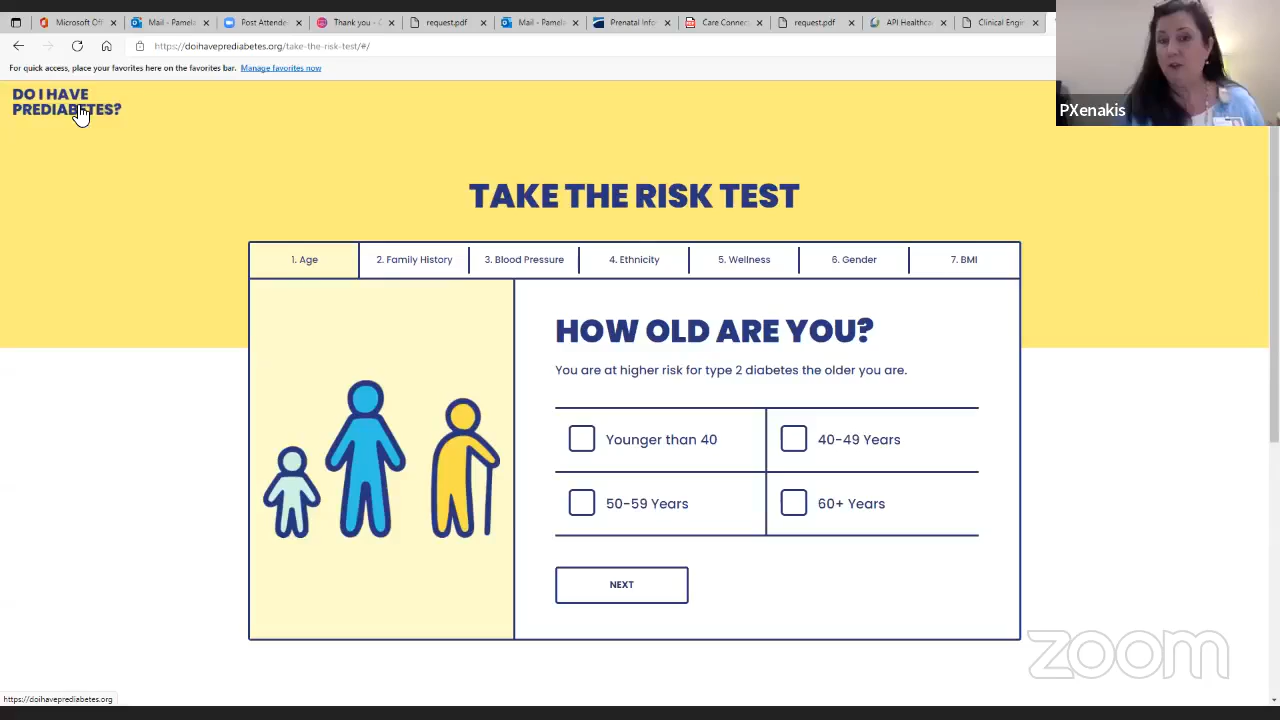 Microsoft Off
Mail - Pamela
Post Attende
Thank you -
request.pdf
Mail - Pamela
Prenatal Info
Care Connec
request.pdf
API Healthcar
Clinical Engi
https://doihaveprediabetes.org/take-the-risk-test/#/
For quick access, place your favorites here on the favorites bar. Manage favorites now
DO I HAVE
PREDIABETES?
PXenakis
TAKE THE RISK TEST
1. Age
2. Family History
3. Blood Pressure
4. Ethnicity
5. Wellness
6. Gender
7. BMI
HOW OLD ARE YOU?
You are at higher risk for type 2 diabetes the older you are.
Younger than 40
40-49 Years
50-59 Years
60+ Years
NEXT
zoom
https://doihaveprediabetes.org